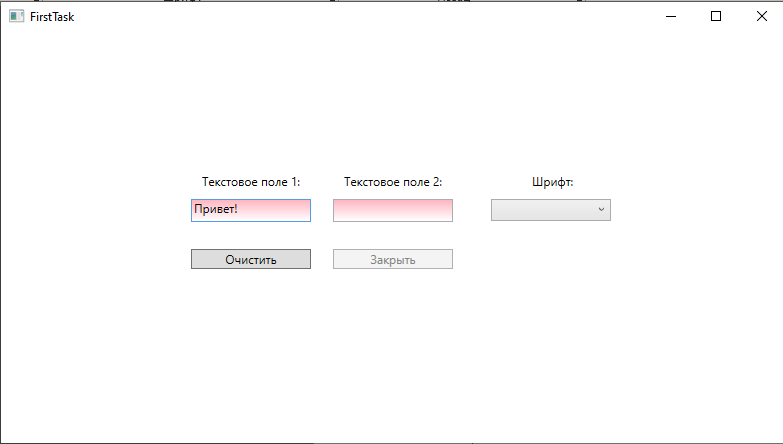 FirstTask
Текстовое поле 1: Текстовое поле 2: Шрифт:
Привет!
Очистить Закрыть